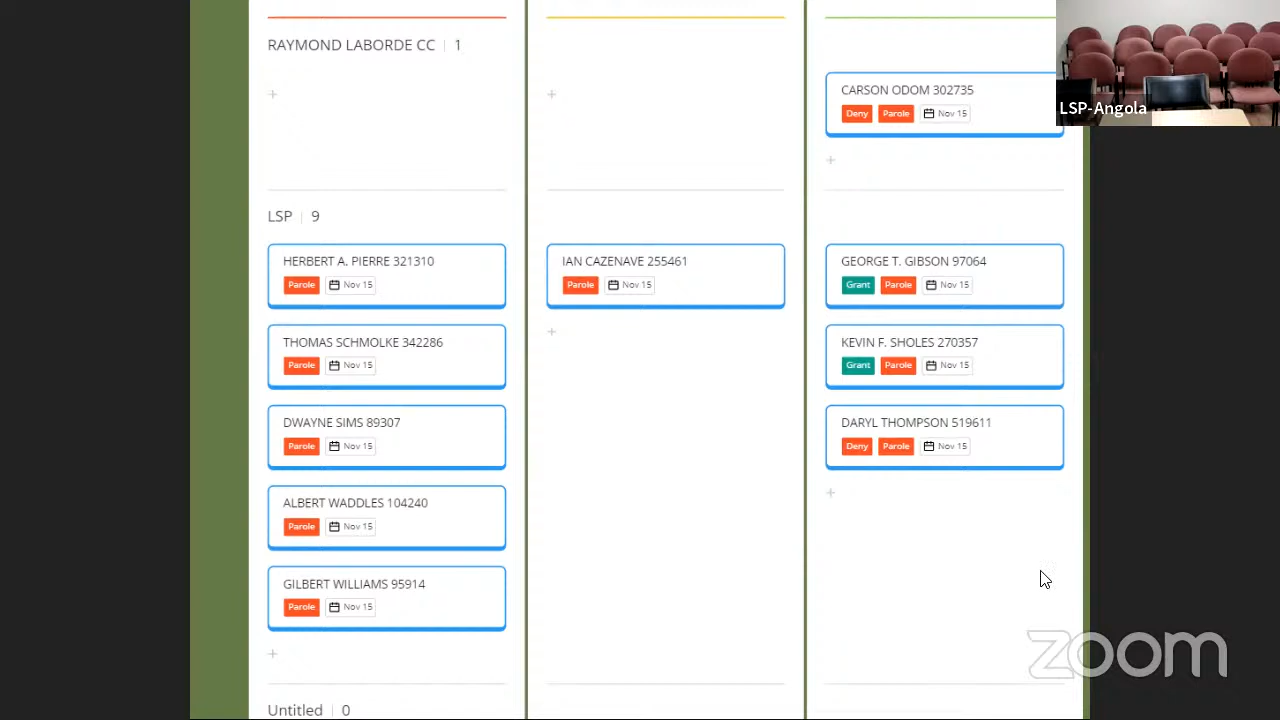 RAYMOND LABORDE CC | 1
+
+
CARSON ODOM 302735
Deny Parole Nov 15
+
LSP | 9
HERBERT A. PIERRE 321310
Parole Nov 15
THOMAS SCHMOLKE 342286
Parole Nov 15
DWAYNE SIMS 89307
Parole Nov 15
ALBERT WADDLES 104240
Parole Nov 15
GILBERT WILLIAMS 95914
Parole Nov 15
+
IAN CAZENAVE 255461
Parole Nov 15
+
GEORGE T. GIBSON 97064
Grant Parole Nov 15
KEVIN F. SHOLES 270357
Grant Parole Nov 15
DARYL THOMPSON 519611
Deny Parole Nov 15
+
Untitled | 0
LSP-Angola
zoom